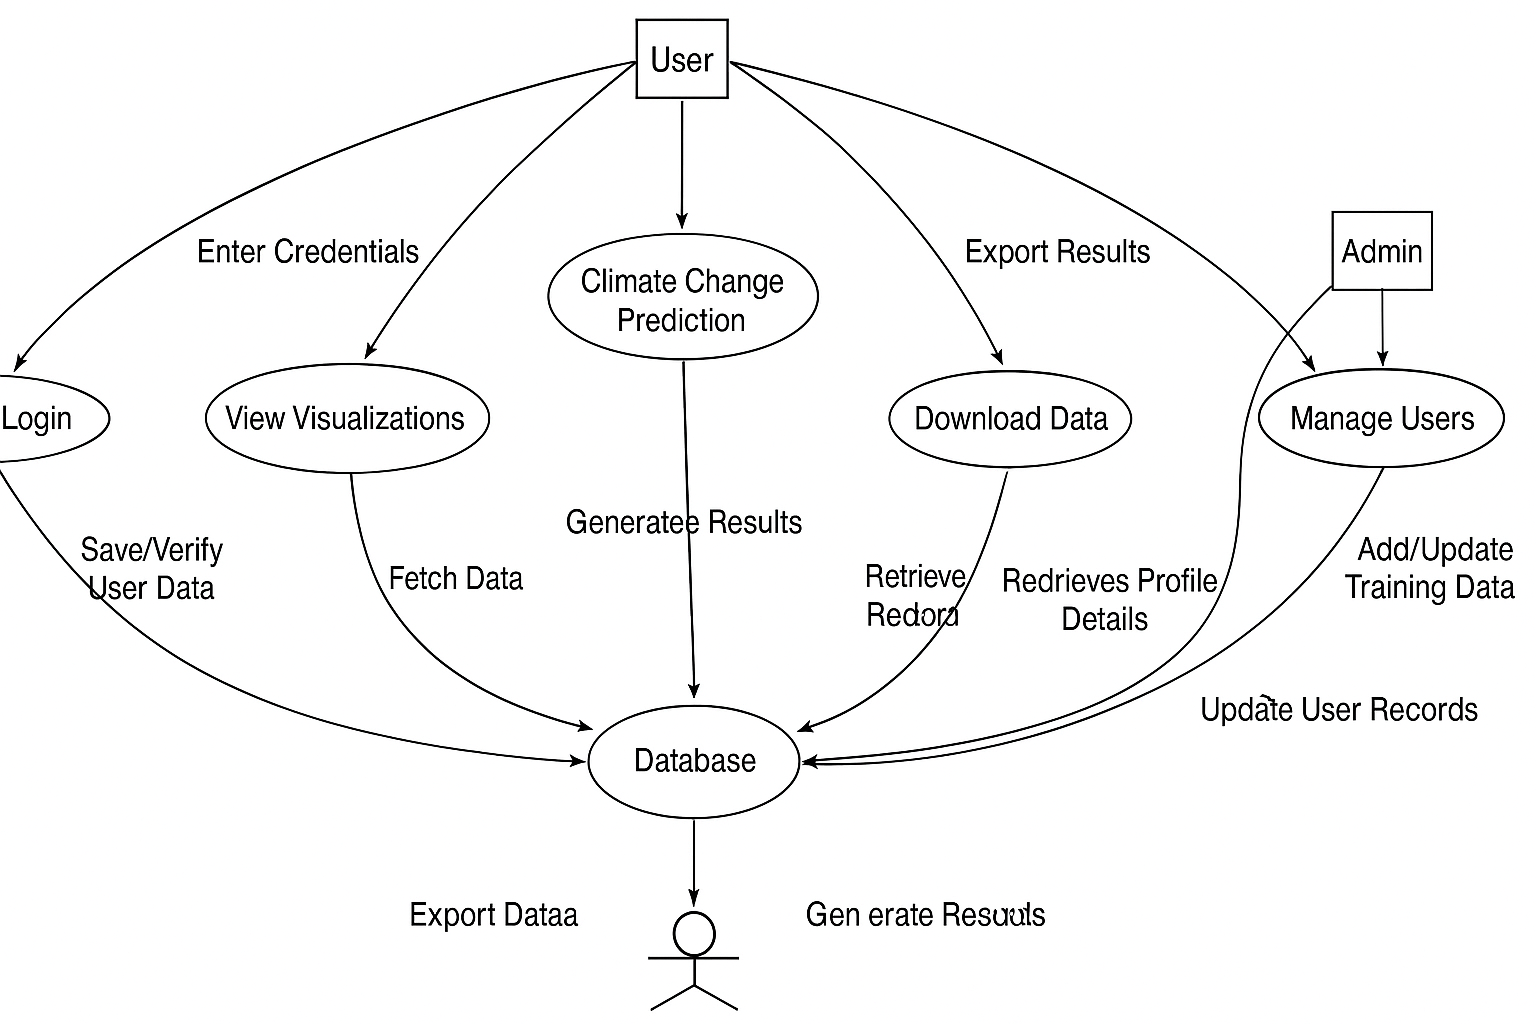 User
Enter Credentials
Export Results
Admin
Climate Change
Prediction
Login
View Visualizations
Download Data
Manage Users
Generatee Results
Save/Verify
User Data
Fetch Data
Retrieve
Redrieves Profile
Details
Add/Update
Training Data
Update User Records
Database
Export Dataa
Gen erate